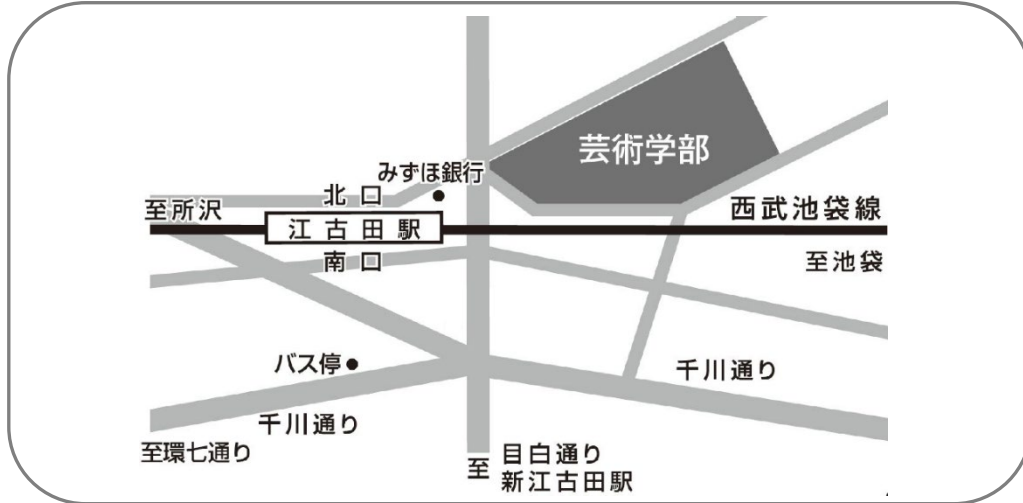 芸術学部
みずほ銀行
北口
至所沢
西武池袋線
江古田駅
南口
至池袋
バス停
千川通り
千川通り
至環七通り
至
目白通り
新江古田駅